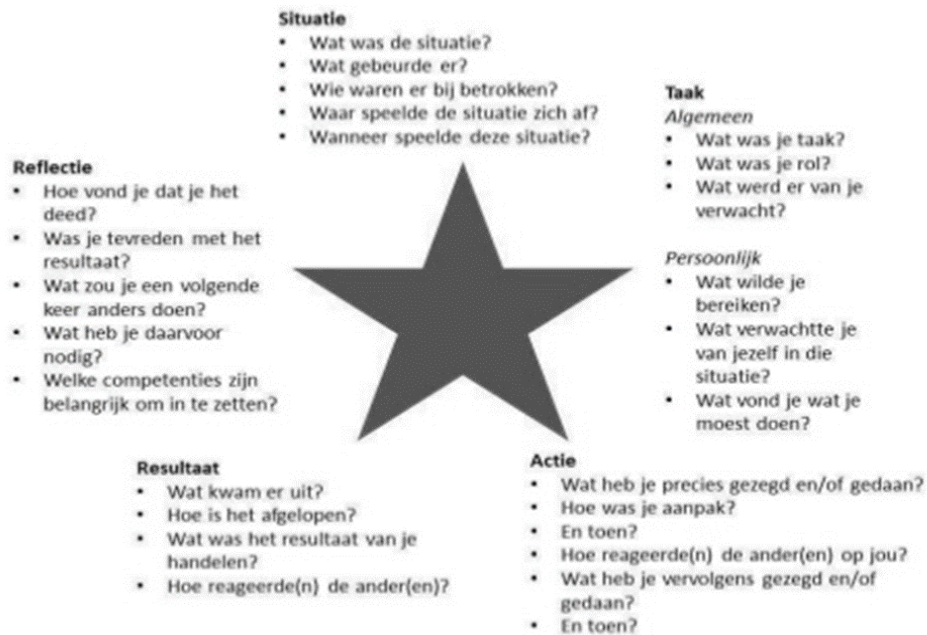 Situatie
• Wat was de situatie?
• Wat gebeurde er?
• Wie waren er bij betrokken?
• Waar speelde de situatie zich af?
• Wanneer speelde deze situatie?
Taak
Algemeen
• Wat was je taak?
• Wat was je rol?
• Wat werd er van je
verwacht?
Persoonlijk
• Wat wilde je
bereiken?
• Wat verwachtte je
van jezelf in die
situatie?
• Wat vond je wat je
moest doen?
Actie
• Wat heb je precies gezegd en/of gedaan?
• Hoe was je aanpak?
• En toen?
• Hoe reageerde(n) de ander(en) op jou?
• Wat heb je vervolgens gezegd en/of
gedaan?
• En toen?
Resultaat
• Wat kwam er uit?
• Hoe is het afgelopen?
• Wat was het resultaat van je
handelen?
• Hoe reageerde(n) de ander(en)?
Reflectie
• Hoe vond je dat je het
deed?
• Was je tevreden met het
resultaat?
• Wat zou je een volgende
keer anders doen?
• Wat heb je daarvoor
nodig?
• Welke competenties zijn
belangrijk om in te zetten?